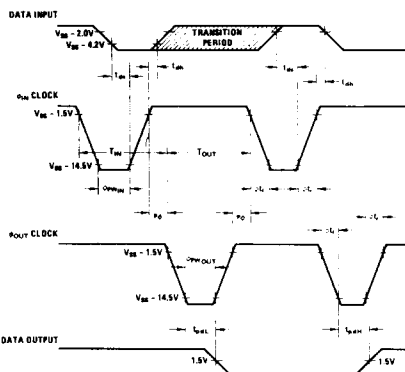 DATA INPUT
VSS - 2.0V
VSS - 4.2V
TRANSITION
PERIOD
tdh
tdh
ϕIN CLOCK
VSS - 1.5V
TIN
TOUT
VSS - 14.5V
ϕPWIN
ϕd
ϕd
ϕtr
ϕtf
ϕOUT CLOCK
VSS - 1.5V
ϕPWOUT
VSS - 14.5V
tpdL
tpdH
DATA OUTPUT
1.5V
1.5V